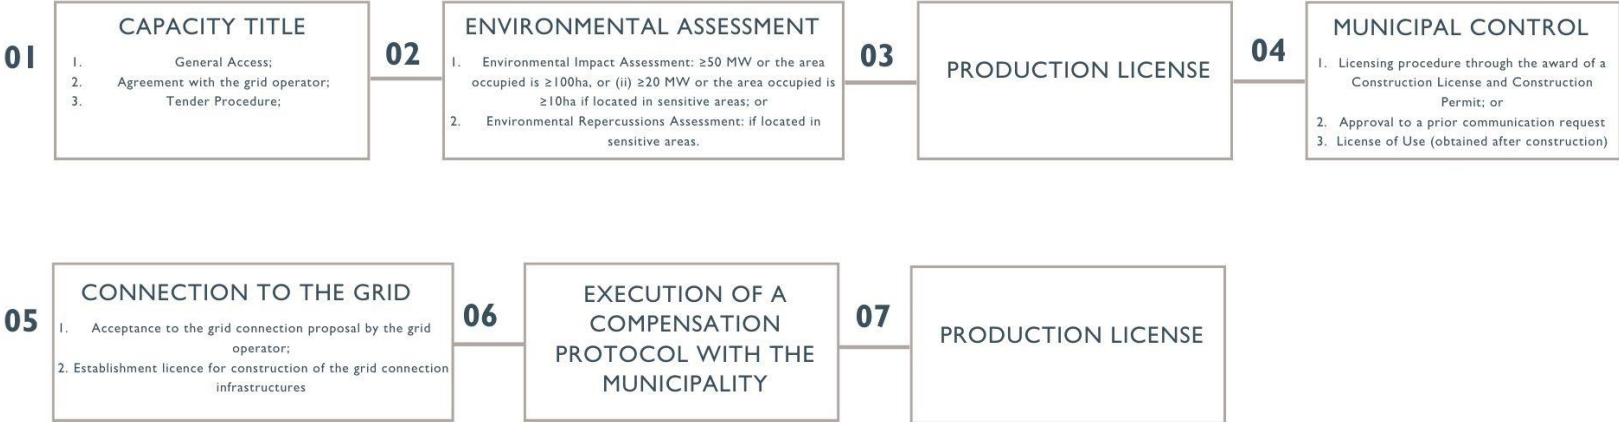 01
CAPACITY TITLE
1. General Access;
2. Agreement with the grid operator;
3. Tender Procedure;
02
ENVIRONMENTAL ASSESSMENT
1. Environmental Impact Assessment: ≥50 MW or the area
occupied is ≥100ha, or (ii) ≥20 MW or the area occupied is
≥10ha if located in sensitive areas; or
2. Environmental Repercussions Assessment: if located in
sensitive areas.
03
PRODUCTION LICENSE
04
MUNICIPAL CONTROL
1. Licensing procedure through the award of a
Construction License and Construction
Permit; or
2. Approval to a prior communication request
3. License of Use (obtained after construction)
05
CONNECTION TO THE GRID
1. Acceptance to the grid connection proposal by the grid
operator;
2. Establishment licence for construction of the grid connection
infrastructures
06
EXECUTION OF A
COMPENSATION
PROTOCOL WITH THE
MUNICIPALITY
07
PRODUCTION LICENSE